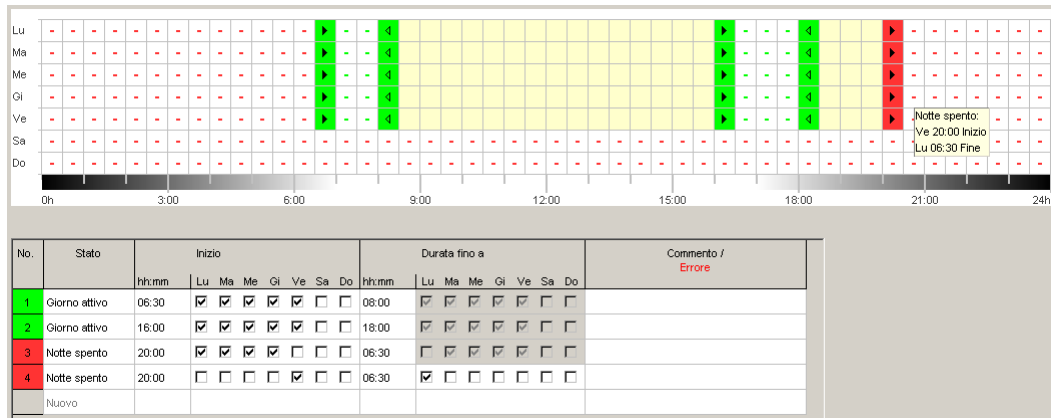 Lu
Ma
Me
Gi
Ve
Sa
Do
Notte spento:
Ve 20:00 Inizio
Lu 06:30 Fine
0h 3:00 6:00 9:00 12:00 15:00 18:00 21:00 24h
No. Stato Inizio Durata fino a Commento /
Errore
hh:mm Lu Ma Me Gi Ve Sa Do hh:mm Lu Ma Me Gi Ve Sa Do
1 Giorno attivo 06:30 08:00
2 Giorno attivo 16:00 18:00
3 Notte spento 20:00 06:30
4 Notte spento 20:00 06:30
Nuovo